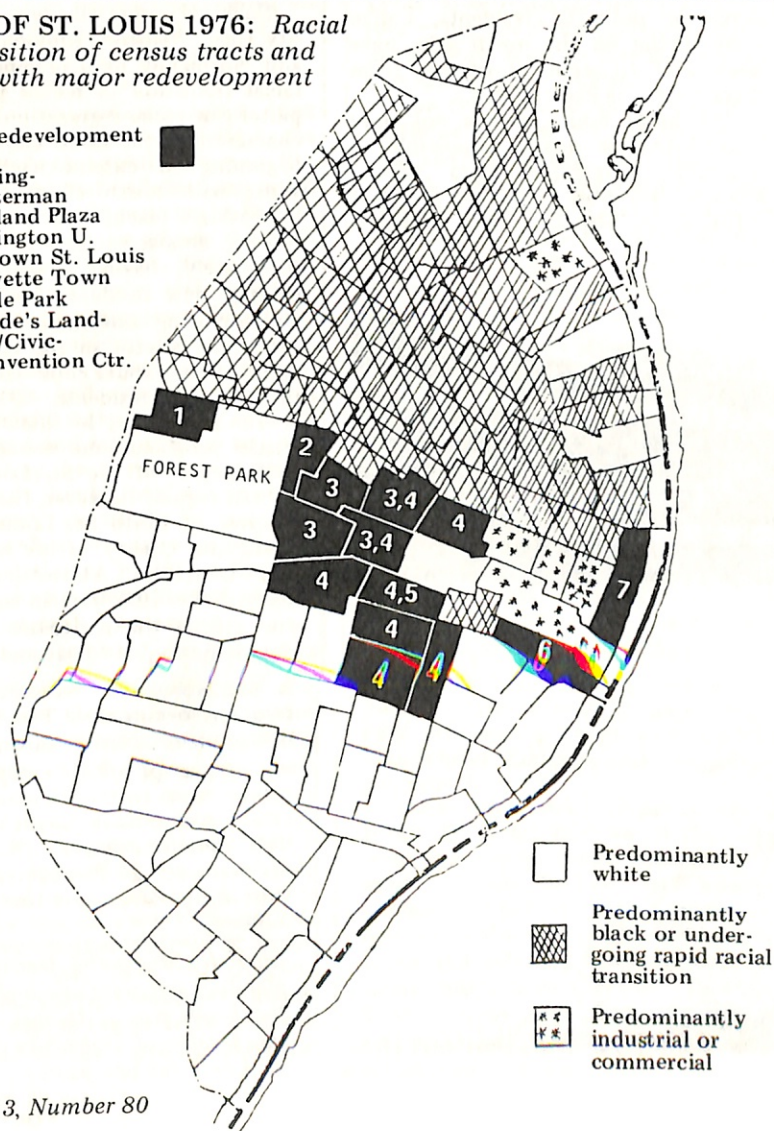 OF ST. LOUIS 1976: Racial
sition of census tracts and
with major redevelopment
edevelopment
ing-
erman
land Plaza
ington U.
own St. Louis
ette Town
le Park
de's Land-
/Civic-
nvention Ctr.
1
FOREST PARK
2
3
3,4
4
3
3,4
4
4,5
7
4
6
4
4
Predominantly
white
Predominantly
black or under-
going rapid racial
transition
Predominantly
industrial or
commercial
3, Number 80